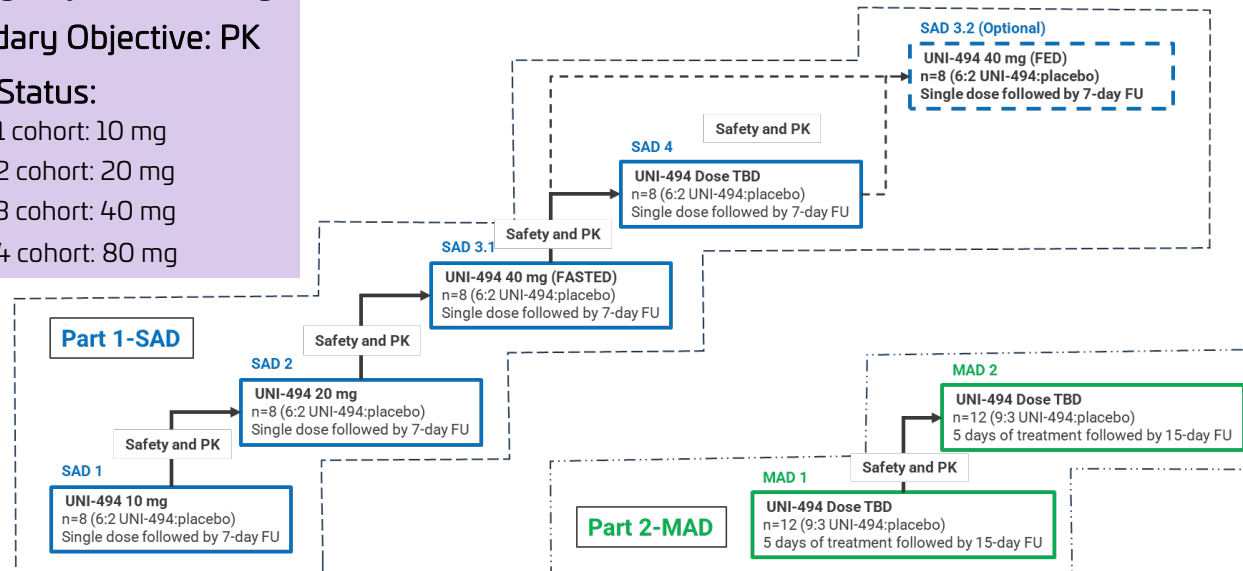 Objective: PK
Status:
cohort: 10 mg
2 cohort: 20 mg
3 cohort: 40 mg
4 cohort: 80 mg
SAD 3.2 (Optional)
UNI-494 40 mg (FED)
n=8 (6:2 UNI-494:placebo)
Single dose followed by 7-day FU
Safety and PK
SAD 4
UNI-494 Dose TBD
n=8 (6:2 UNI-494:placebo)
Single dose followed by 7-day FU
Safety and PK
SAD 3.1
UNI-494 40 mg (FASTED)
n=8 (6:2 UNI-494:placebo)
Single dose followed by 7-day FU
Part 1-SAD
Safety and PK
SAD 2
UNI-494 20 mg
n=8 (6:2 UNI-494:placebo)
Single dose followed by 7-day FU
Safety and PK
SAD 1
UNI-494 10 mg
n=8 (6:2 UNI-494:placebo)
Single dose followed by 7-day FU
MAD 2
UNI-494 Dose TBD
n=12 (9:3 UNI-494:placebo)
5 days of treatment followed by 15-day FU
Safety and PK
MAD 1
UNI-494 Dose TBD
n=12 (9:3 UNI-494:placebo)
5 days of treatment followed by 15-day FU
Part 2-MAD